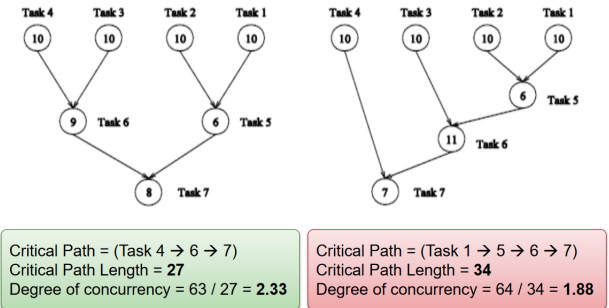 Task 4 Task 3 Task 2 Task 1
10 10 10 10
9 Task 6 6 Task 5
8 Task 7
Task 4 Task 3 Task 2 Task 1
10 10 10 10
6 Task 5
11 Task 6
7 Task 7
Critical Path = (Task 4 → 6 → 7)
Critical Path Length = 27
Degree of concurrency = 63 / 27 = 2.33
Critical Path = (Task 1 → 5 → 6 → 7)
Critical Path Length = 34
Degree of concurrency = 64 / 34 = 1.88